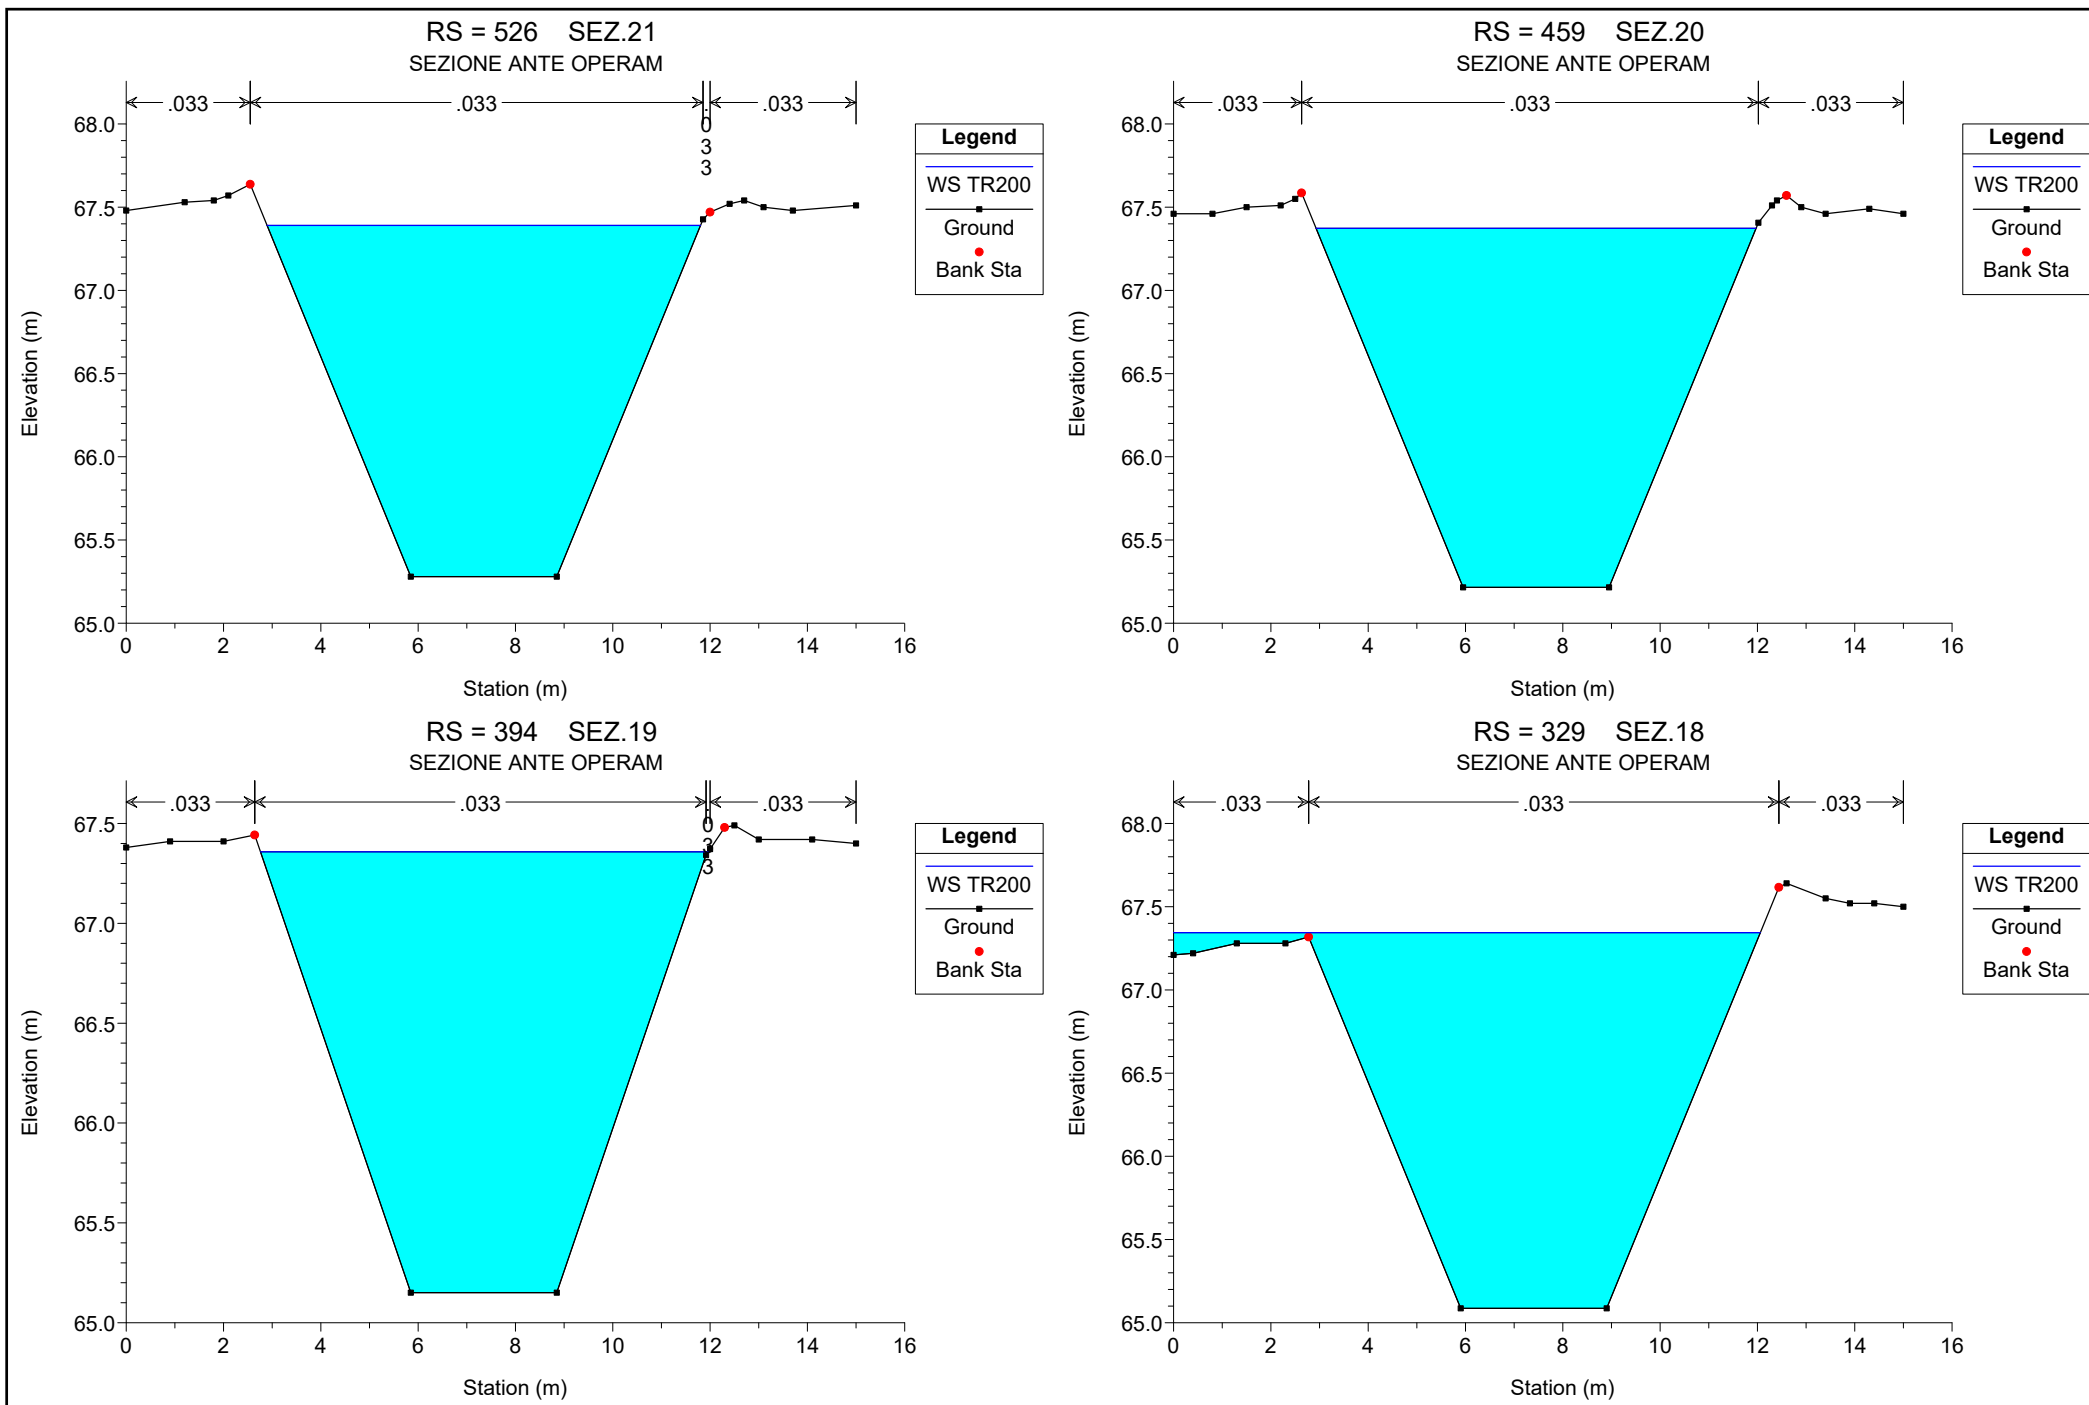 RS = 526 SEZ.21
SEZIONE ANTE OPERAM
.033 .033 .033 .033
68.0
67.5
67.0
66.5
66.0
65.5
65.0
0 2 4 6 8 10 12 14 16
Elevation (m)
Station (m)
Legend
WS TR200
Ground
Bank Sta
RS = 459 SEZ.20
SEZIONE ANTE OPERAM
.033 .033 .033
68.0
67.5
67.0
66.5
66.0
65.5
65.0
0 2 4 6 8 10 12 14 16
Elevation (m)
Station (m)
Legend
WS TR200
Ground
Bank Sta
RS = 394 SEZ.19
SEZIONE ANTE OPERAM
.033 .033 .033 .033
67.5
67.0
66.5
66.0
65.5
65.0
0 2 4 6 8 10 12 14 16
Elevation (m)
Station (m)
Legend
WS TR200
Ground
Bank Sta
RS = 329 SEZ.18
SEZIONE ANTE OPERAM
.033 .033 .033
68.0
67.5
67.0
66.5
66.0
65.5
65.0
0 2 4 6 8 10 12 14 16
Elevation (m)
Station (m)
Legend
WS TR200
Ground
Bank Sta